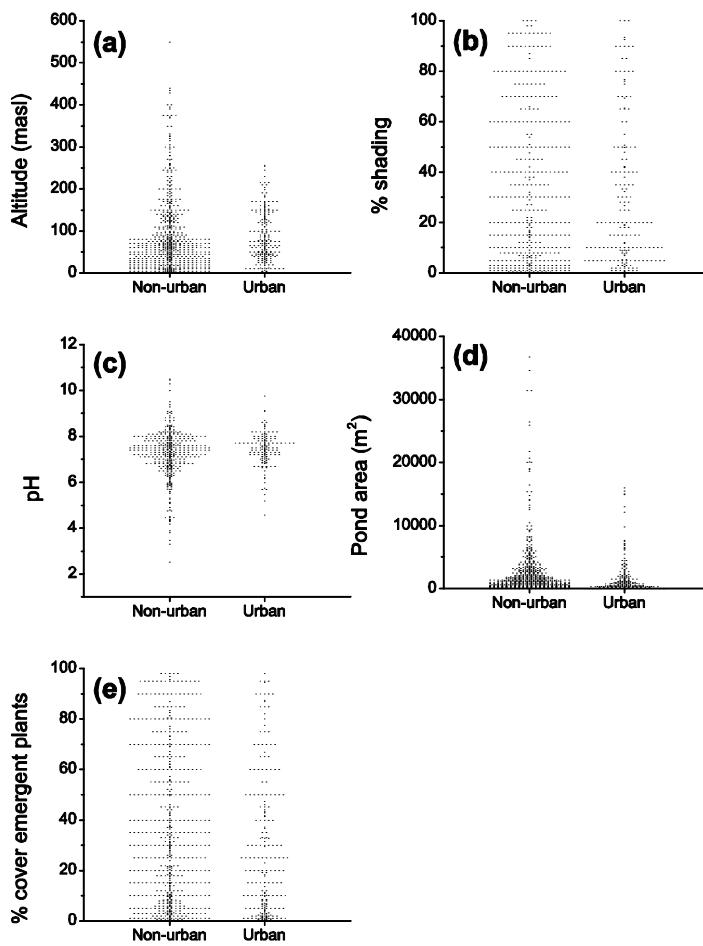 (a)
Altitude (masl)
600
500
400
300
200
100
0
Non-urban Urban
(b)
% shading
100
80
60
40
20
0
Non-urban Urban
(c)
pH
12
10
8
6
4
2
Non-urban Urban
(d)
Pond area (m²)
40000
30000
20000
10000
0
Non-urban Urban
(e)
% cover emergent plants
100
80
60
40
20
0
Non-urban Urban